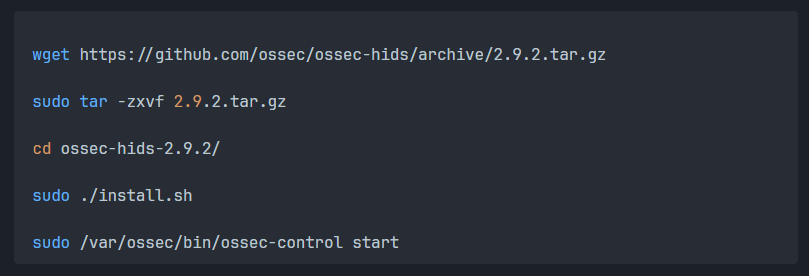 wget https://github.com/ossec/ossec-hids/archive/2.9.2.tar.gz
sudo tar -zxvf 2.9.2.tar.gz
cd ossec-hids-2.9.2/
sudo ./install.sh
sudo /var/ossec/bin/ossec-control start